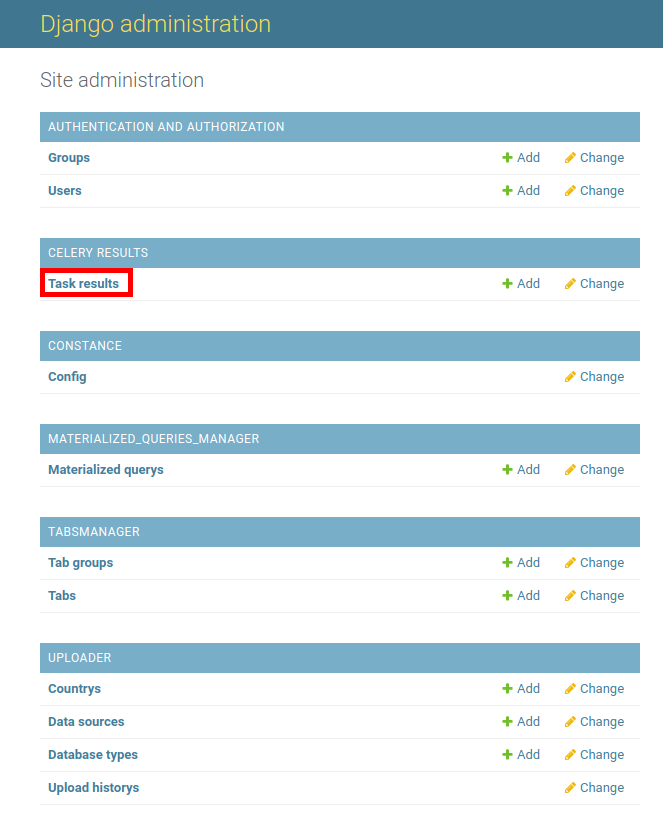 Django administration
Site administration
AUTHENTICATION AND AUTHORIZATION
Groups Add Change
Users Add Change
CELERY RESULTS
Task results Add Change
CONSTANCE
Config Change
MATERIALIZED_QUERIES_MANAGER
Materialized querys Add Change
TABSMANAGER
Tab groups Add Change
Tabs Add Change
UPLOADER
Countrys Add Change
Data sources Add Change
Database types Add Change
Upload historys Change